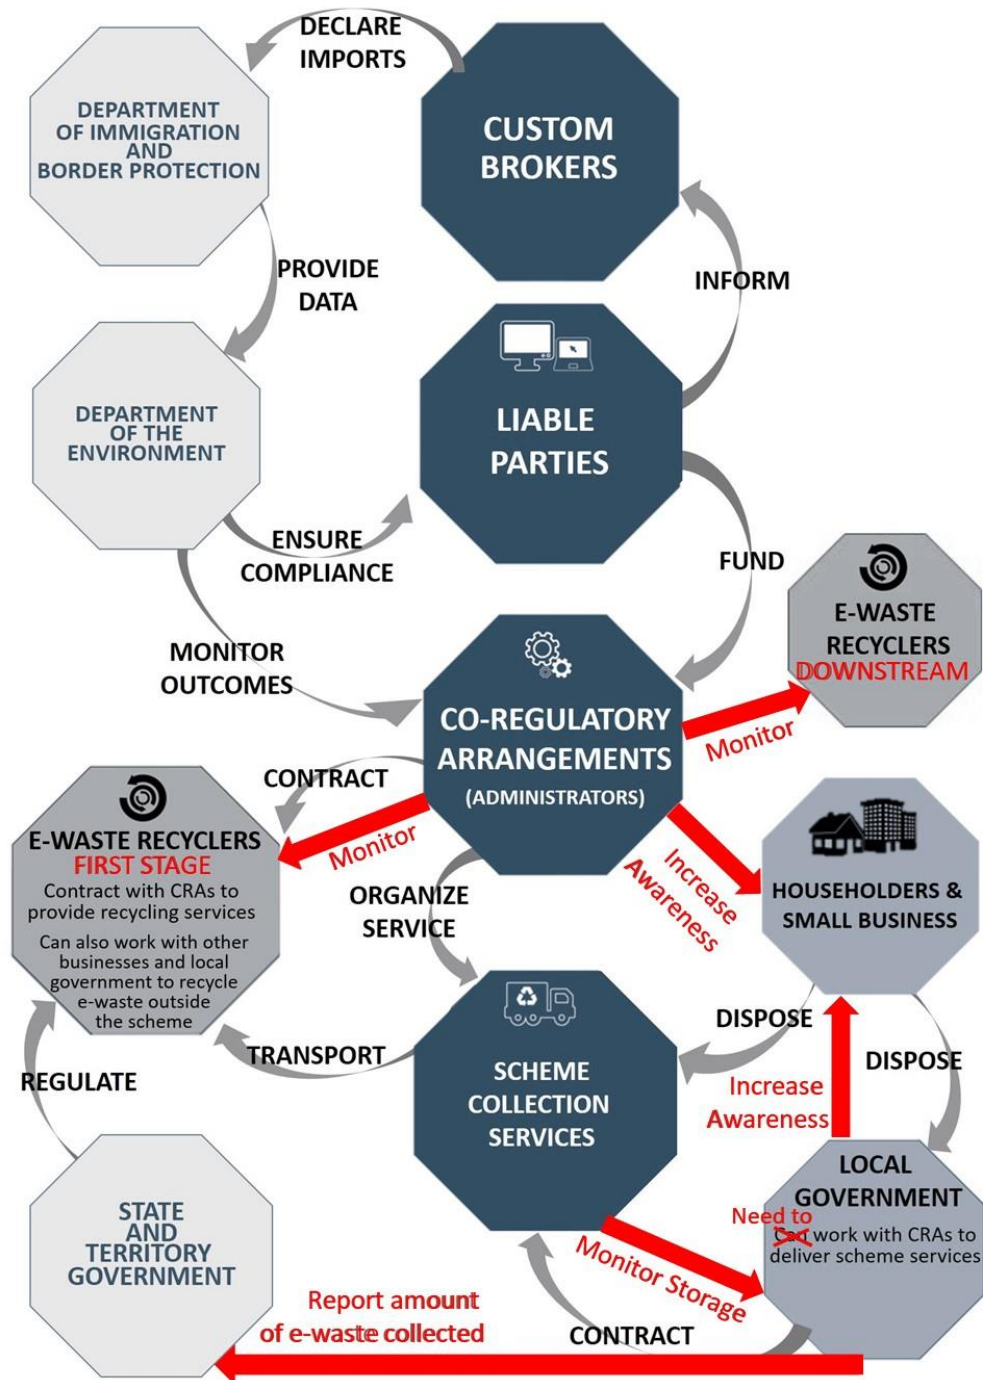 DECLARE
IMPORTS
DEPARTMENT
OF IMMIGRATION
AND
BORDER PROTECTION
CUSTOM
BROKERS
PROVIDE
DATA
INFORM
DEPARTMENT
OF THE
ENVIRONMENT
LIABLE
PARTIES
ENSURE
COMPLIANCE
FUND
E-WASTE
RECYCLERS
DOWNSTREAM
MONITOR
OUTCOMES
CO-REGULATORY
ARRANGEMENTS
(ADMINISTRATORS)
Monitor
CONTRACT
Monitor
E-WASTE RECYCLERS
FIRST STAGE
Contract with CRAs to
provide recycling services
Can also work with other
businesses and local
government to recycle
e-waste outside
the scheme
ORGANIZE
SERVICE
Increase
Awareness
HOUSEHOLDERS &
SMALL BUSINESS
DISPOSE
DISPOSE
TRANSPORT
REGULATE
SCHEME
COLLECTION
SERVICES
Increase
Awareness
LOCAL
GOVERNMENT
Need to
Can work with CRAs to
deliver scheme services
STATE
AND
TERRITORY
GOVERNMENT
Monitor Storage
Report amount
of e-waste collected
CONTRACT